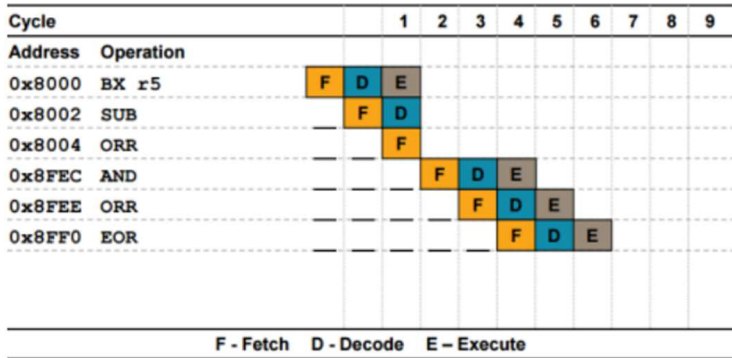 Cycle 1 2 3 4 5 6 7 8 9
Address Operation
0x8000 BX r5 F D E
0x8002 SUB F D
0x8004 ORR F
0x8FEC AND F D E
0x8FEE ORR F D E
0x8FF0 EOR F D E
F - Fetch D - Decode E – Execute